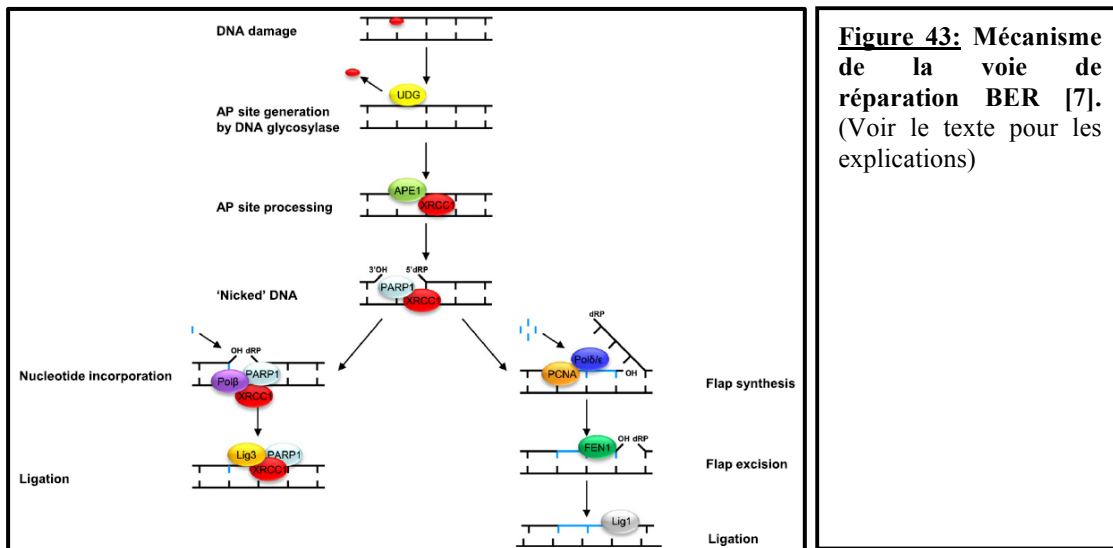 DNA damage
UDG
AP site generation
by DNA glycosylase
APE1
XRCC1
AP site processing
3'OH 5'dRP
PARP1
XRCC1
'Nicked' DNA
OH dRP
Polβ
PARP1
XRCC1
Nucleotide incorporation
Lig3
PARP1
XRCC1
Ligation
dRP
Polδ/ε
PCNA
OH
Flap synthesis
FEN1
OH dRP
Flap excision
Lig1
Ligation
Figure 43: Mécanisme
de la voie de
réparation BER [7].
(Voir le texte pour les
explications)